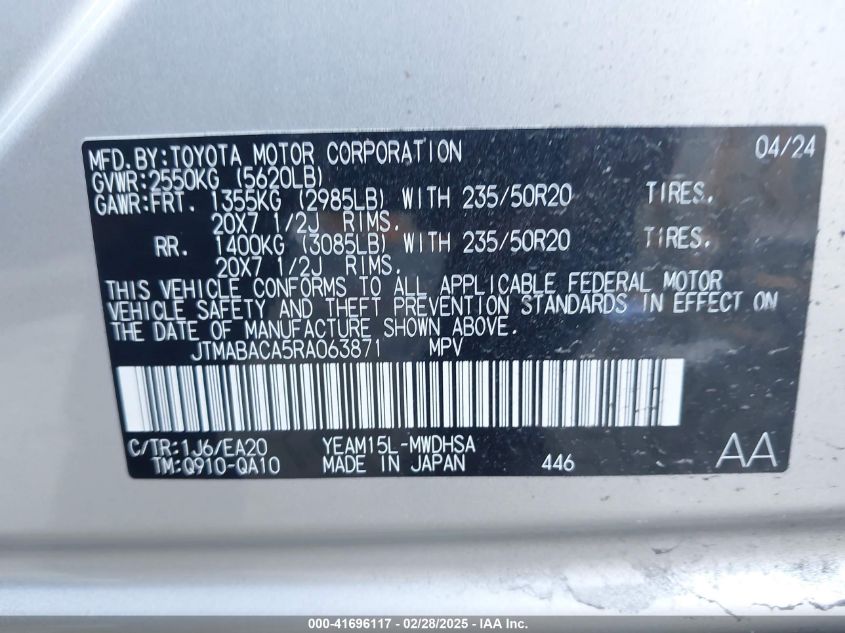 MFD.BY:TOYOTA MOTOR CORPORATION 04/24
GVWR:2550KG (5620LB)
GAWR:FRT. 1355KG (2985LB) WITH 235/50R20 TIRES.
20X7 1/2J RIMS.
RR. 1400KG (3085LB) WITH 235/50R20 TIRES.
20X7 1/2J RIMS.
THIS VEHICLE CONFORMS TO ALL APPLICABLE FEDERAL MOTOR
VEHICLE SAFETY AND THEFT PREVENTION STANDARDS IN EFFECT ON
THE DATE OF MANUFACTURE SHOWN ABOVE.
JTMABACA5RA063871 MPV
C/TR:1J6/EA20 YEAM15L-MWDHSA AA
TM:Q910-QA10 MADE IN JAPAN 446
000-41696117 — 02/28/2025 — IAA Inc.